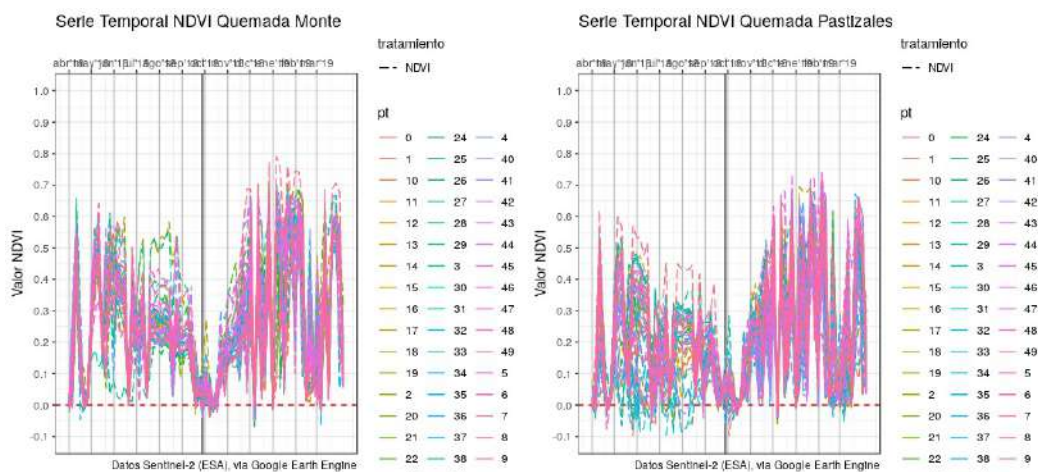 Serie Temporal NDVI Quemada Monte
tratamiento
NDVI
pt
0 24 4
1 25 40
10 26 41
11 27 42
12 28 43
13 29 44
14 3 45
15 30 46
16 31 47
17 32 48
18 33 49
19 34 5
2 35 6
20 36 7
21 37 8
22 38 9
1.0
0.9
0.8
0.7
0.6
0.5
0.4
0.3
0.2
0.1
0.0
-0.1
Valor NDVI
Datos Sentinel-2 (ESA), via Google Earth Engine
Serie Temporal NDVI Quemada Pastizales
tratamiento
NDVI
pt
0 24 4
1 25 40
10 26 41
11 27 42
12 28 43
13 29 44
14 3 45
15 30 46
16 31 47
17 32 48
18 33 49
19 34 5
2 35 6
20 36 7
21 37 8
22 38 9
1.0
0.9
0.8
0.7
0.6
0.5
0.4
0.3
0.2
0.1
0.0
-0.1
Valor NDVI
Datos Sentinel-2 (ESA), via Google Earth Engine